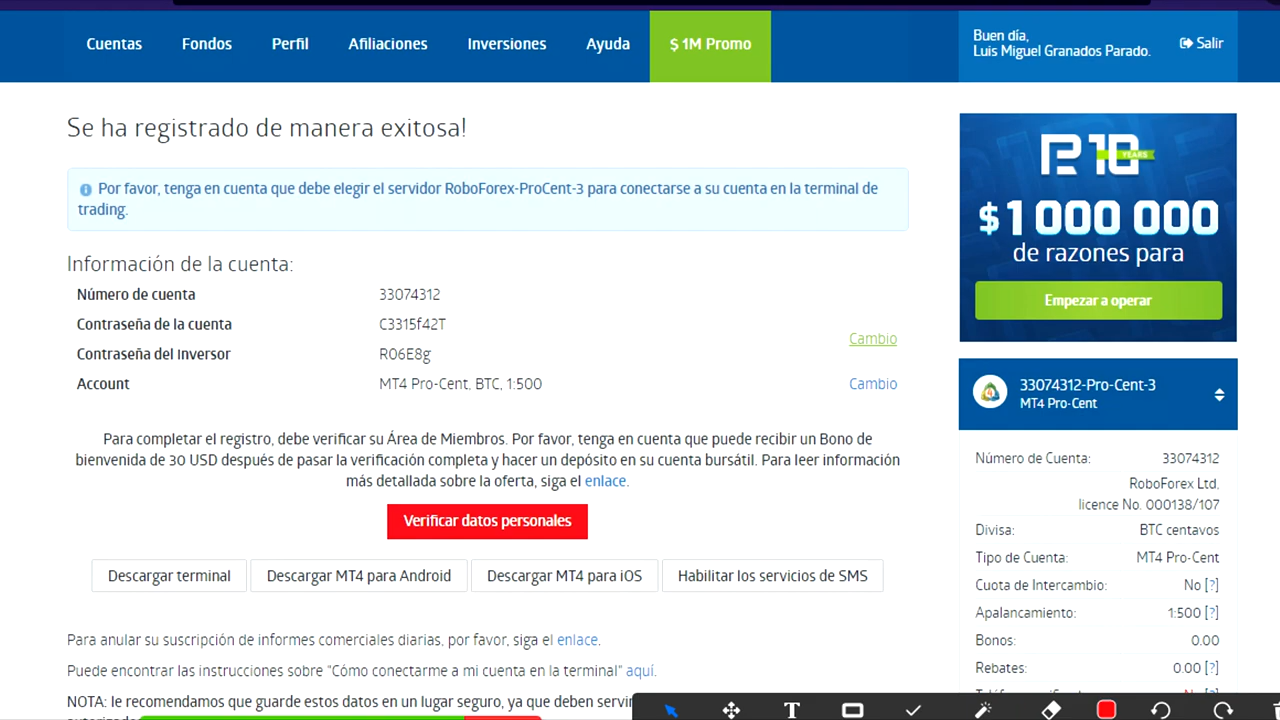 Cuentas Fondos Perfil Afiliaciones Inversiones Ayuda $ 1M Promo
Buen día,
Luis Miguel Granados Parado.
Salir
Se ha registrado de manera exitosa!
Por favor, tenga en cuenta que debe elegir el servidor RoboForex-ProCent-3 para conectarse a su cuenta en la terminal de
trading.
Información de la cuenta:
Número de cuenta 33074312
Contraseña de la cuenta C3315f42T
Contraseña del Inversor R06E8g
Cambio
Account MT4 Pro-Cent, BTC, 1:500 Cambio
Para completar el registro, debe verificar su Área de Miembros. Por favor, tenga en cuenta que puede recibir un Bono de
bienvenida de 30 USD después de pasar la verificación completa y hacer un depósito en su cuenta bursátil. Para leer información
más detallada sobre la oferta, siga el enlace.
Verificar datos personales
Descargar terminal Descargar MT4 para Android Descargar MT4 para iOS Habilitar los servicios de SMS
Para anular su suscripción de informes comerciales diarias, por favor, siga el enlace.
Puede encontrar las instrucciones sobre "Cómo conectarme a mi cuenta en la terminal" aquí.
NOTA: le recomendamos que guarde estos datos en un lugar seguro, ya que deben
10
YEARS
$1 000 000
de razones para
Empezar a operar
33074312-Pro-Cent-3
MT4 Pro-Cent
Número de Cuenta: 33074312
RoboForex Ltd,
licence No. 000138/107
Divisa: BTC centavos
Tipo de Cuenta: MT4 Pro-Cent
Cuota de Intercambio: No [?]
Apalancamiento: 1:500 [?]
Bonos: 0.00
Rebates: 0.00 [?]
T